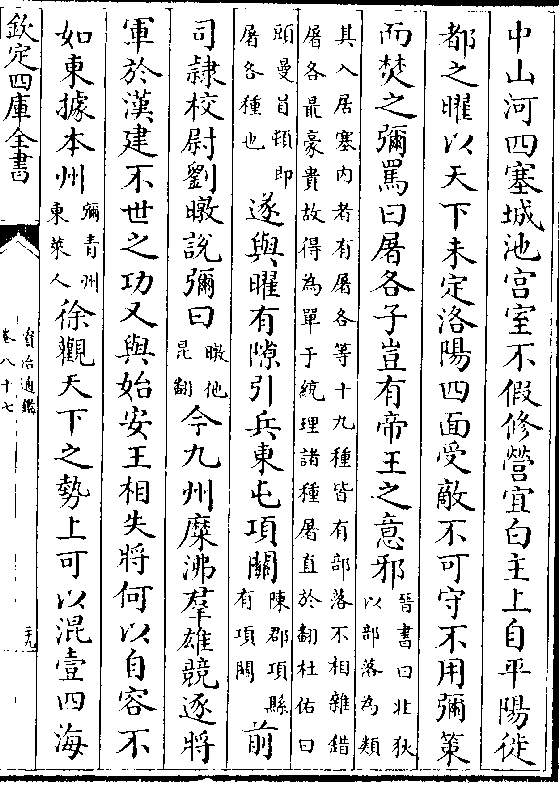 中山河四塞城池宫室不假修營宜白主上自平陽徙
都之曜以天下未定洛陽四面受敵不可守不用彌策
而焚之彌罵曰屠各子豈有帝王之意邪晉書曰北狄以部落為類
其入居塞内者有屠各等十九種皆有部落不相雜錯
屠各最豪貴故得為單于統理諸種屠直於翻杜佑曰
頭曼冒頓即屠各種也遂與曜有隙引兵東屯項關陳郡項縣有項關前
司隸校尉劉暾說彌曰暾他昆翻今九州糜沸羣雄競逐將
軍於漢建不世之功又與始安王相失將何以自容不
如東據本州彌青州東萊人徐觀天下之勢上可以混壹四海
欽定四庫全書
資治通鑑
卷八十七
二九